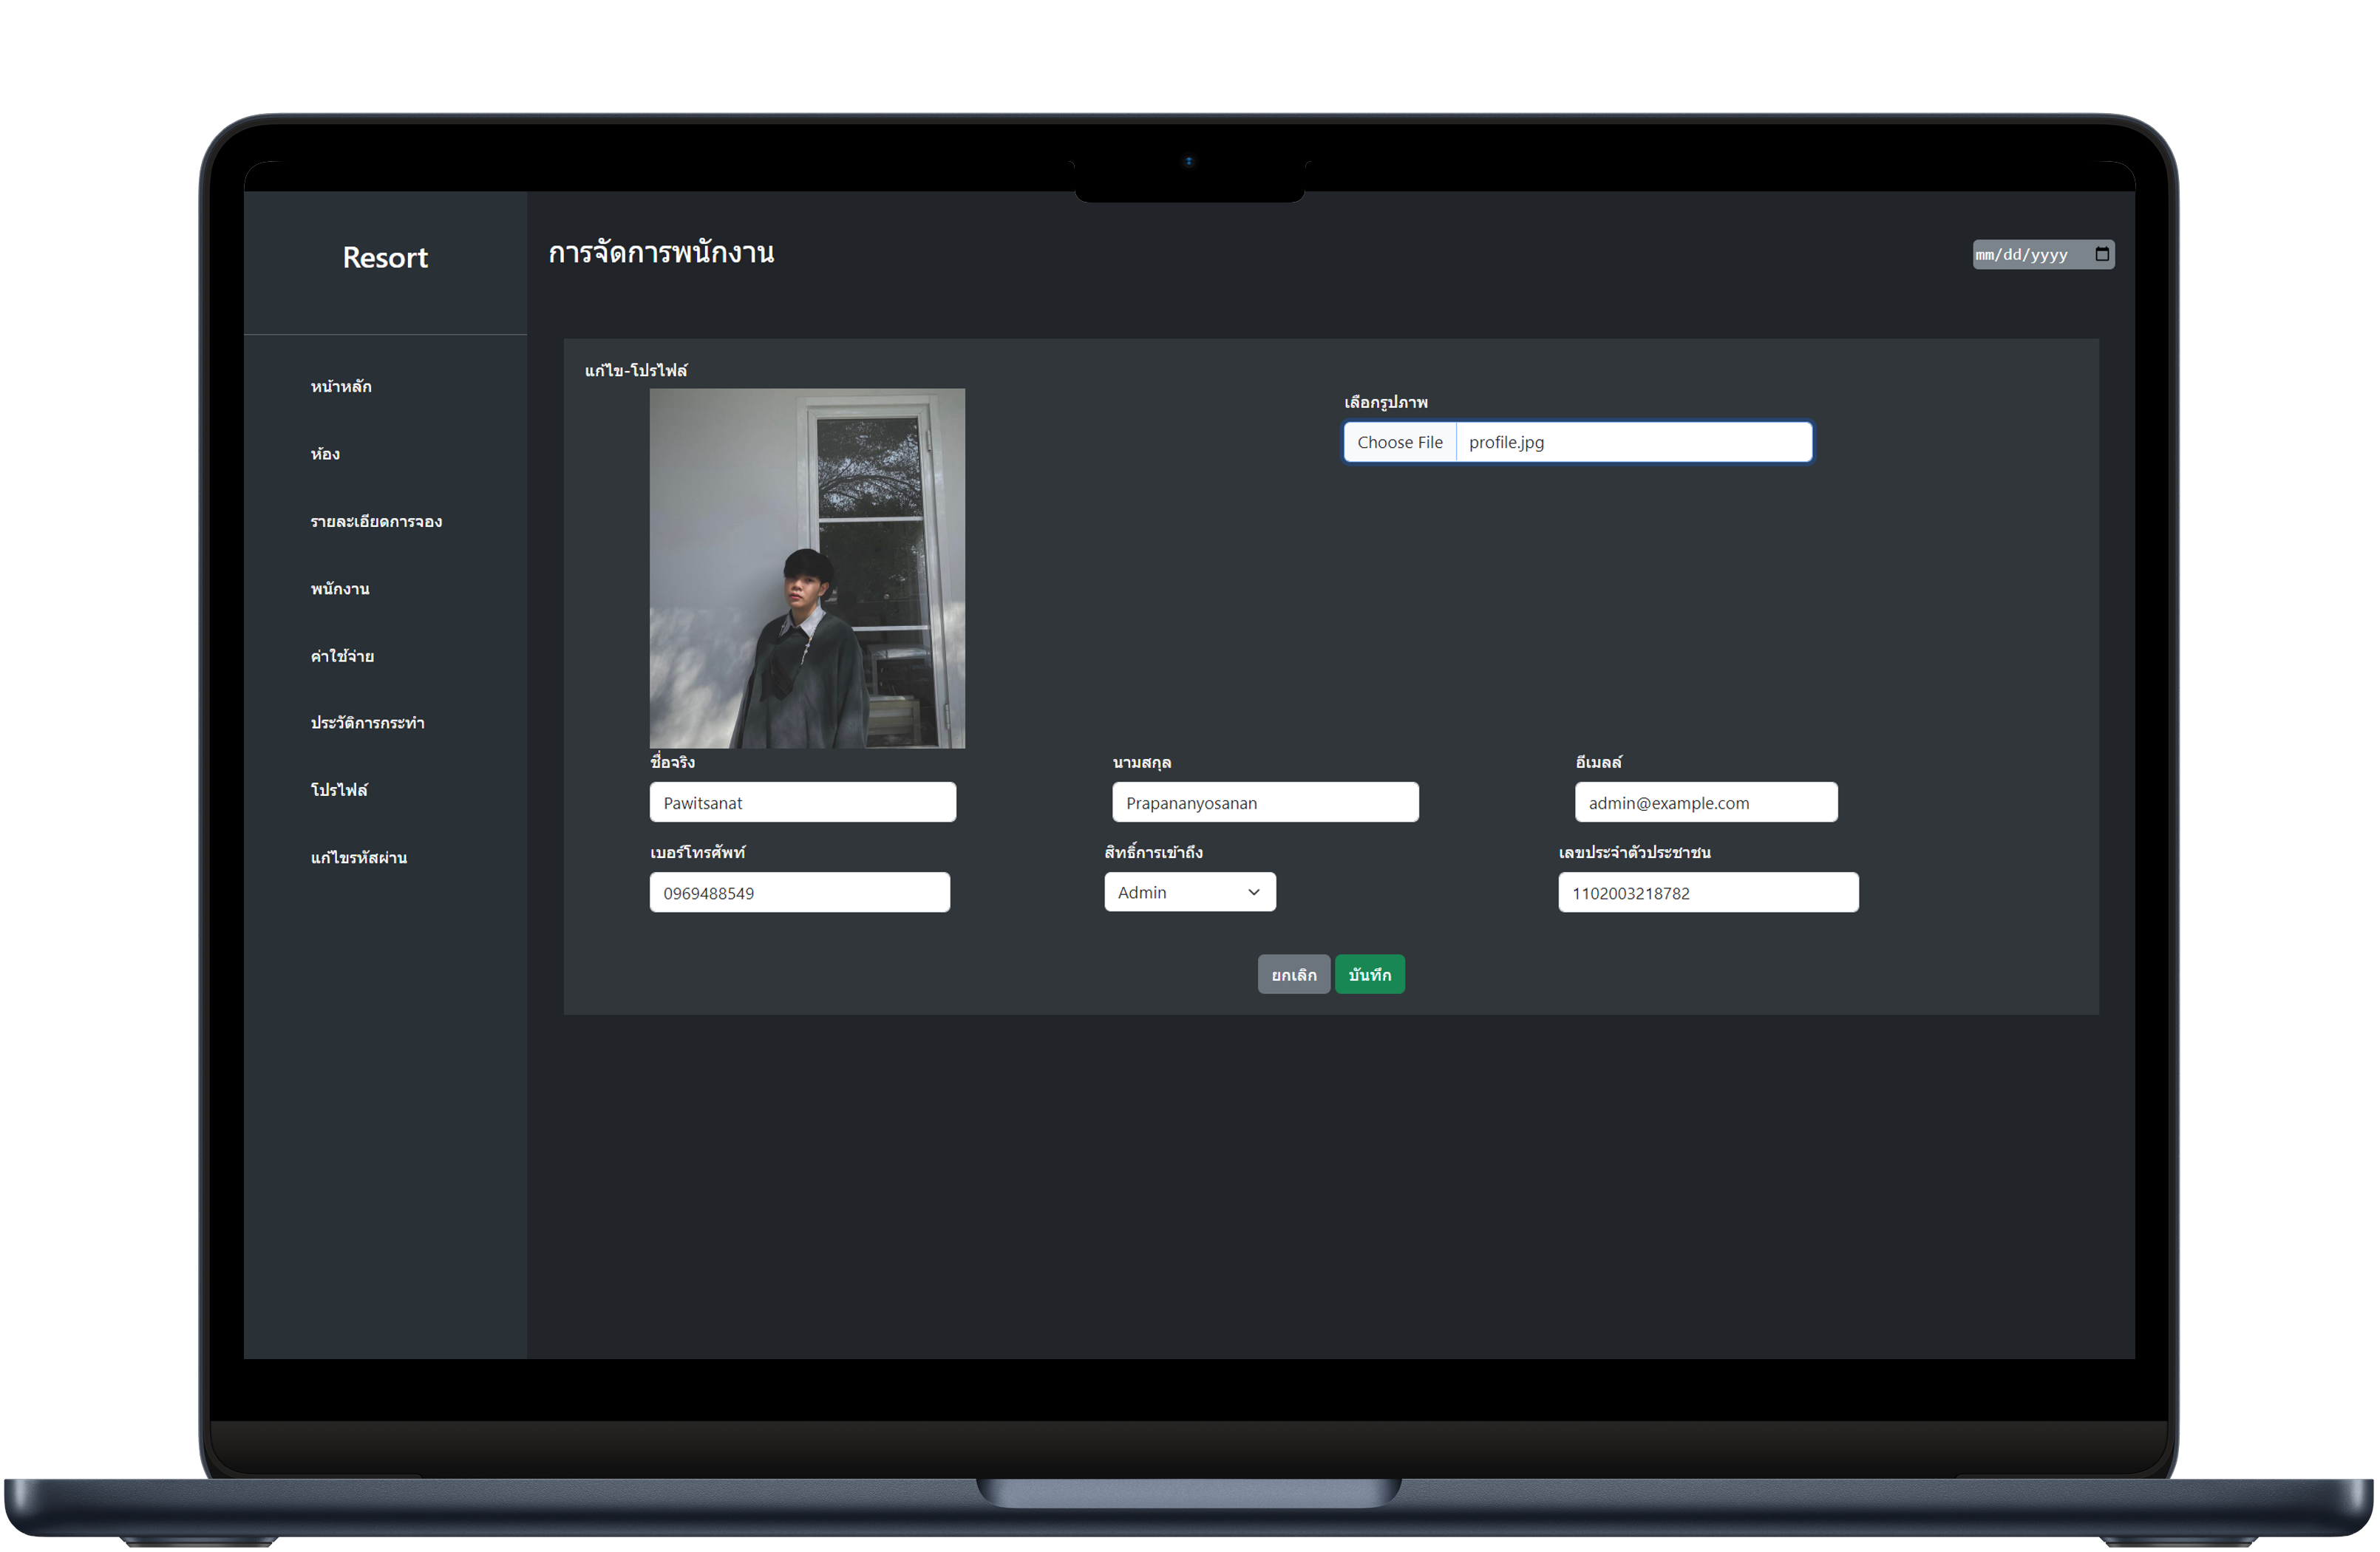 Resort
การจัดการพนักงาน
mm/dd/yyyy
หน้าหลัก
ห้อง
รายละเอียดการจอง
พนักงาน
ค่าใช้จ่าย
ประวัติการกระทำ
โปรไฟล์
แก้ไขรหัสผ่าน
แก้ไข-โปรไฟล์
เลือกรูปภาพ
Choose File profile.jpg
ชื่อจริง นามสกุล อีเมลล์
Pawitsanat Prapananyosanan admin@example.com
เบอร์โทรศัพท์ สิทธิ์การเข้าถึง เลขประจำตัวประชาชน
0969488549 Admin 1102003218782
ยกเลิก บันทึก